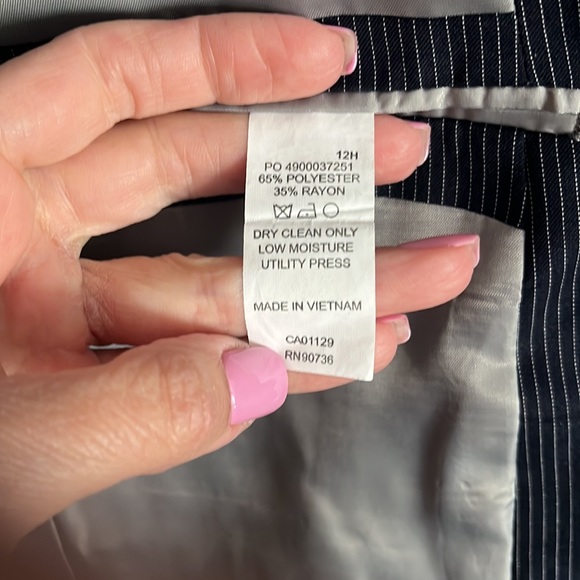 12H
PO 4900037251
65% POLYESTER
35% RAYON
DRY CLEAN ONLY
LOW MOISTURE
UTILITY PRESS
MADE IN VIETNAM
CA01129
RN90736